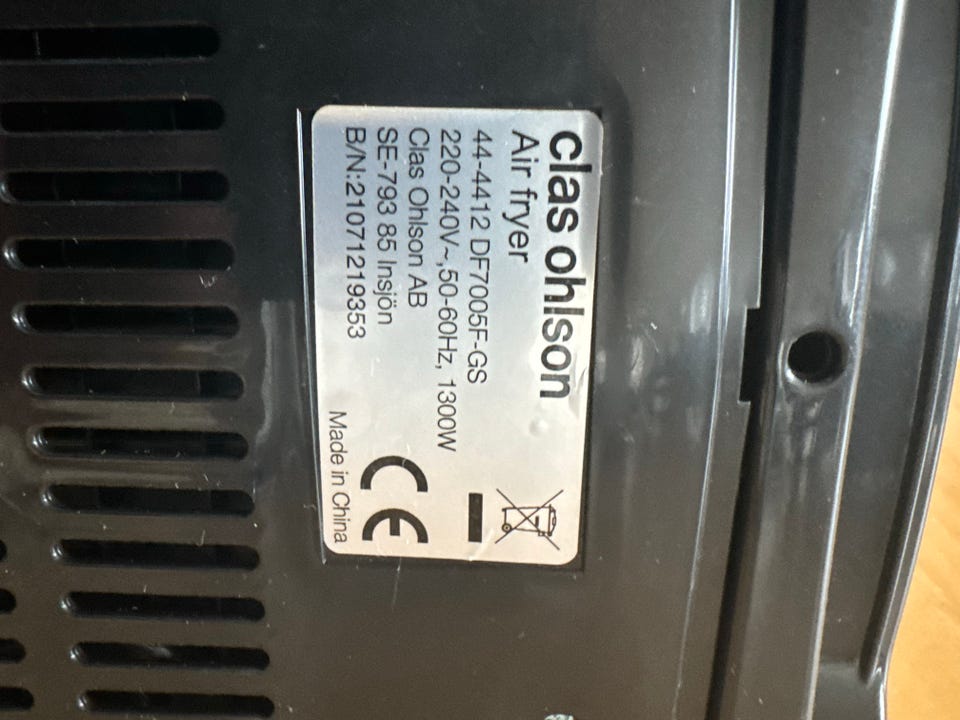 clas ohlson
Air fryer
44-4412 DF7005F-GS
220-240V~,50-60Hz, 1300W
Clas Ohlson AB
SE-793 85 Insjön
B/N:21071219353
CE
Made in China